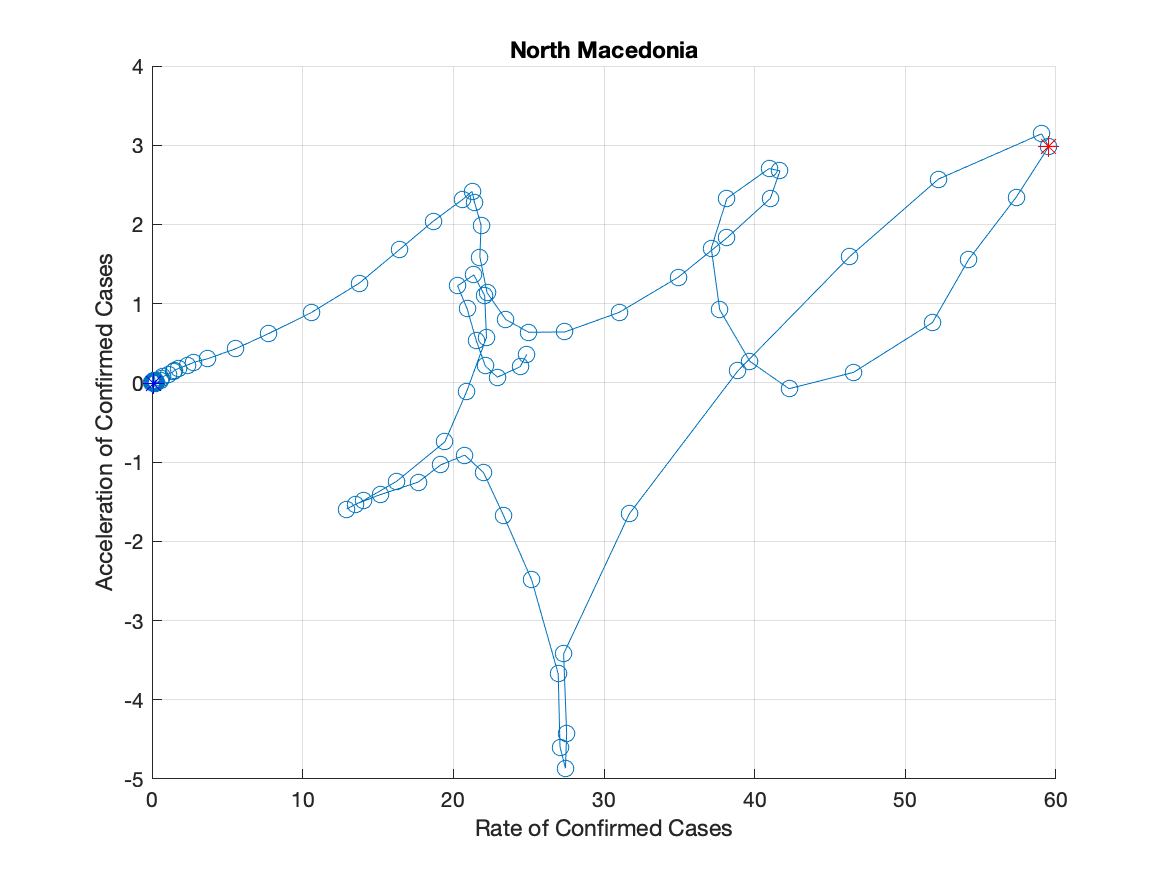 North Macedonia
4
3
2
1
0
-1
-2
-3
-4
-5
Acceleration of Confirmed Cases
0 10 20 30 40 50 60
Rate of Confirmed Cases